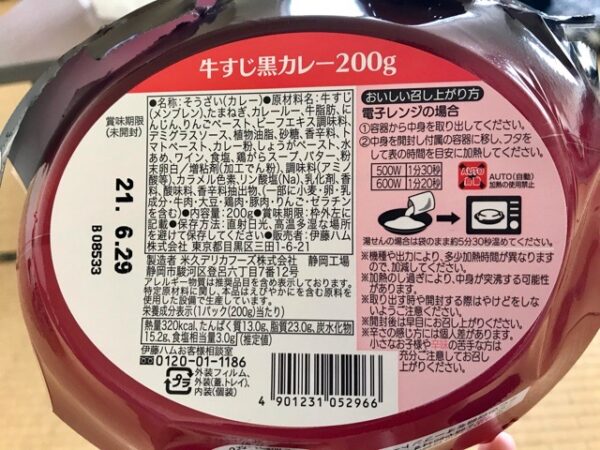 牛すじ黒カレー200g
賞味期限
(未開封)
21. 6.29
B 08533
●名称:そうざい(カレー)●原材料名:牛すじ
(メンブレン)、たまねぎ、カレールー、牛脂肪、に
んじん、りんごペースト、ビーフエキス調味料、
デミグラスソース、植物油脂、砂糖、香辛料、ト
マトペースト、カレー粉、しょうがペースト、水
あめ、ワイン、食塩、鶏がらスープ、バター、粉
末卵白/増粘剤(加工でん粉)、調味料(アミノ
酸等)、カラメル色素、リン酸塩(Na)、乳化剤、香
料、酸味料、香辛料抽出物、(一部に小麦・卵・乳
成分・牛肉・大豆・鶏肉・豚肉・りんご・ゼラチン
を含む)●内容量:200g●賞味期限:枠外左に
記載●保存方法:直射日光、高温多湿な場所
を避けて保存してください●販売者:伊藤ハム
株式会社 東京都目黒区三田1-6-21
製造者 米久デリカフーズ株式会社 静岡工場
静岡市駿河区登呂六丁目7番12号
アレルギー物質は推奨品目を含め表示しています。
特定原材料に関し、本品はえびやかにを含む原料を
使用した設備で生産しています。
栄養成分表示(1パック(200g)当たり)
熱量320kcal、たんぱく質13.0g、脂質23.0g、炭水化物
15.2g、食塩相当量3.0g(推定値)
伊藤ハムお客様相談室
0120-01-1186
プラ
外装フィルム、
外装(蓋、トレイ)、
内装(個装)
4 901231 052966
おいしい召し上がり方
電子レンジの場合
①容器から中身を取り出してください。
②中身を開封し付属の容器に移し、フタを
して表の時間を目安に加熱してください。
500W 1分30秒
600W 1分20秒
AUTO
加熱
AUTO(自動)
加熱の使用禁止
湯せんの場合は袋のまま約5分30秒温めてください。
※機種や出力により、多少加熱時間が異なります
ので、加減してください。
※加熱のし過ぎにより、中身が突沸する可能性
があります。
※取り出す時や開封する際はやけどをしな
いようご注意ください。
※開封後は早目にお召し上がりください。
※辛さの感じ方には個人差があります。
小さなお子様や辛味の苦手な方は
充分ご注意してお召し